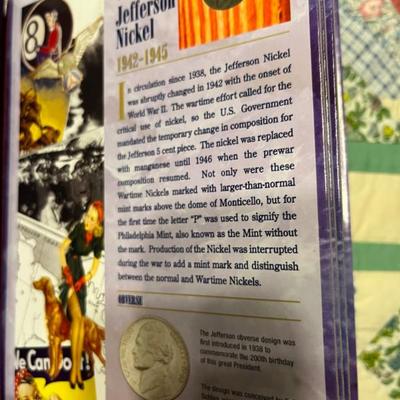 8
Jefferson
Nickel
1942-1945
In circulation since 1938, the Jefferson Nickel
was abruptly changed in 1942 with the onset of
World War II. The wartime effort called for the
critical use of nickel, so the U.S. Government
mandated the temporary change in composition for
the Jefferson 5 cent piece. The nickel was replaced
with manganese until 1946 when the prewar
composition resumed. Not only were these
Wartime Nickels marked with larger-than-normal
mint marks above the dome of Monticello, but for
the first time the letter "P" was used to signify the
Philadelphia Mint, also known as the Mint without
the mark. Production of the Nickel was interrupted
during the war to add a mint mark and distinguish
between the normal and Wartime Nickels.
OBVERSE
The Jefferson obverse design was
first introduced in 1938 to
commemorate the 200th birthday
of this great President.
The design was conceived by
We Can Do It!